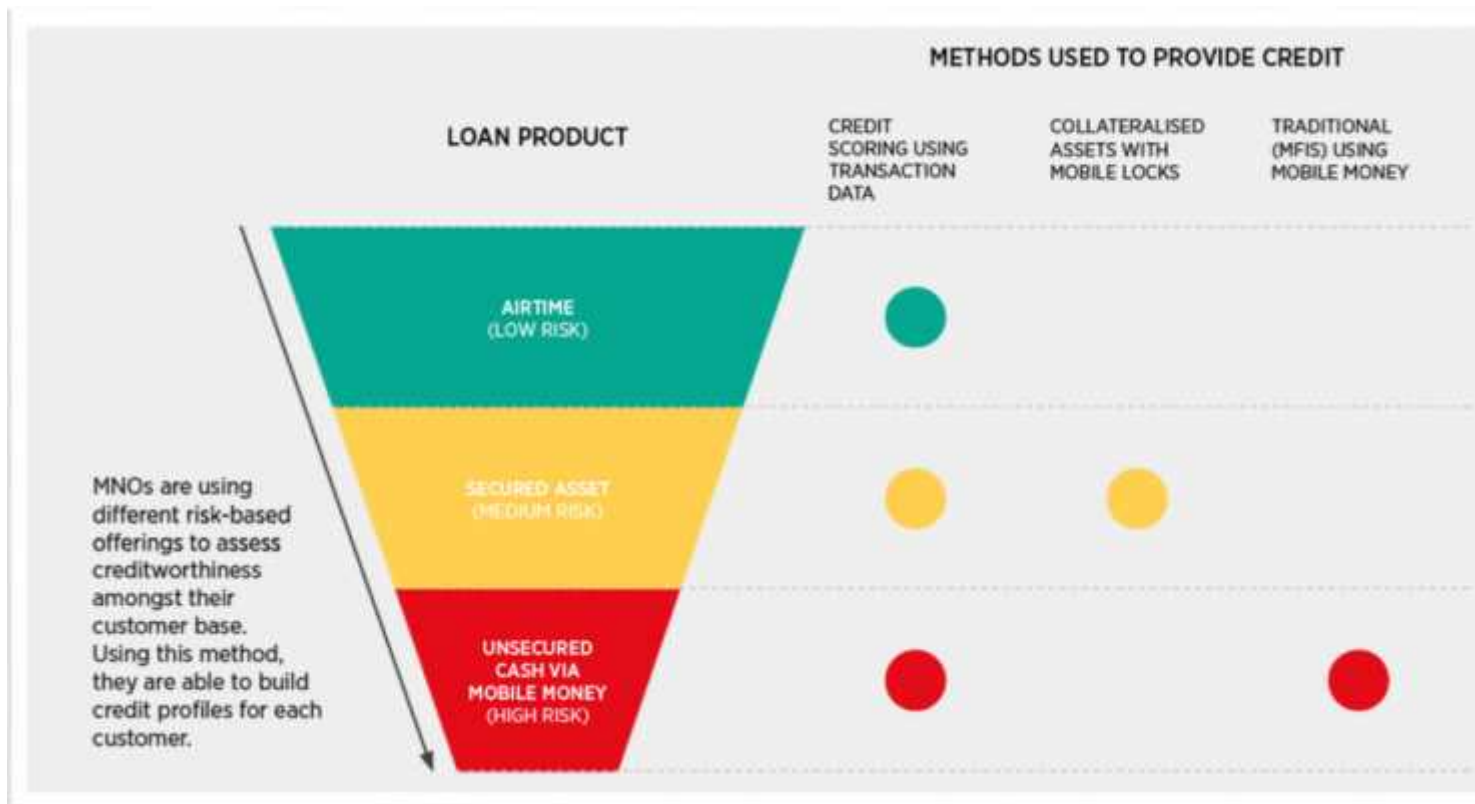 METHODS USED TO PROVIDE CREDIT
LOAN PRODUCT
CREDIT
SCORING USING
TRANSACTION
DATA
COLLATERALISED
ASSETS WITH
MOBILE LOCKS
TRADITIONAL
(MFIS) USING
MOBILE MONEY
AIRTIME
(LOW RISK)
SECURED ASSET
(MEDIUM RISK)
UNSECURED
CASH VIA
MOBILE MONEY
(HIGH RISK)
MNOs are using
different risk-based
offerings to assess
creditworthiness
amongst their
customer base.
Using this method,
they are able to build
credit profiles for each
customer.